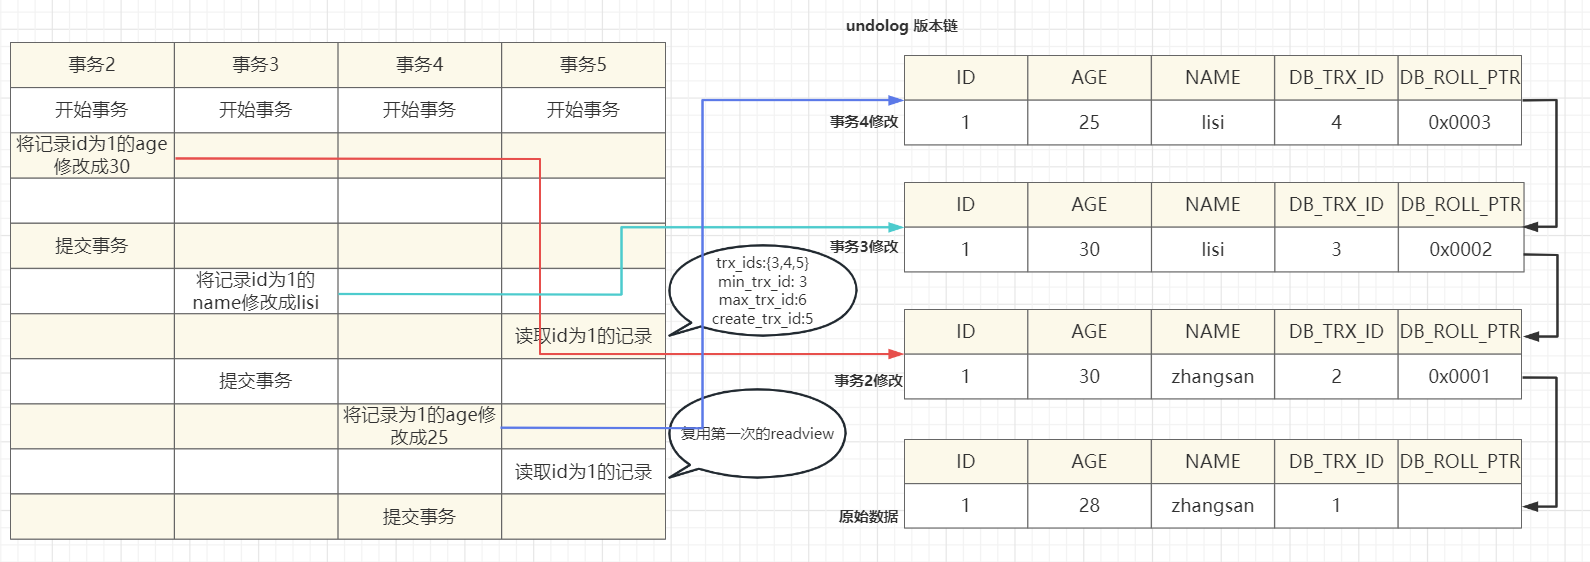 undolog 版本链
事务2 事务3 事务4 事务5
开始事务 开始事务 开始事务 开始事务
将记录id为1的age
修改成30
提交事务
将记录id为1的
name修改成lisi
读取id为1的记录
提交事务
将记录为1的age修
改成25
读取id为1的记录
提交事务
trx_ids:{3,4,5}
min_trx_id: 3
max_trx_id:6
create_trx_id:5
复用第一次的readview
ID AGE NAME DB_TRX_ID DB_ROLL_PTR
事务4修改
1 25 lisi 4 0x0003
ID AGE NAME DB_TRX_ID DB_ROLL_PTR
事务3修改
1 30 lisi 3 0x0002
ID AGE NAME DB_TRX_ID DB_ROLL_PTR
事务2修改
1 30 zhangsan 2 0x0001
ID AGE NAME DB_TRX_ID DB_ROLL_PTR
原始数据
1 28 zhangsan 1